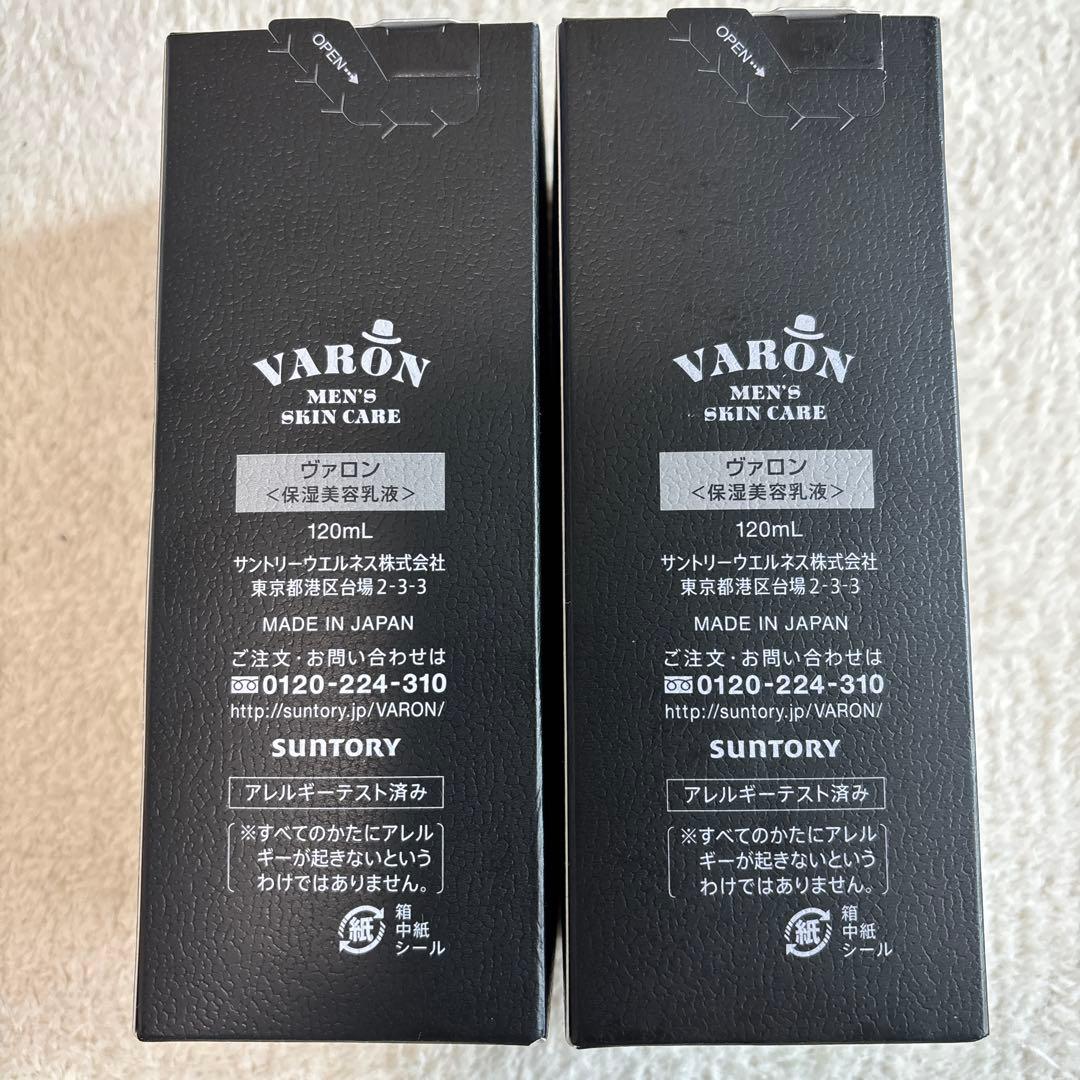 OPEN
VARON
MEN'S
SKIN CARE
ヴァロン
<保湿美容乳液>
120mL
サントリーウエルネス株式会社
東京都港区台場2-3-3
MADE IN JAPAN
ご注文・お問い合わせは
0120-224-310
http://suntory.jp/VARON/
SUNTORY
アレルギーテスト済み
※すべてのかたにアレル
ギーが起きないという
わけではありません。
紙
箱
中紙
シール
OPEN
VARON
MEN'S
SKIN CARE
ヴァロン
<保湿美容乳液>
120mL
サントリーウエルネス株式会社
東京都港区台場2-3-3
MADE IN JAPAN
ご注文・お問い合わせは
0120-224-310
http://suntory.jp/VARON/
SUNTORY
アレルギーテスト済み
※すべてのかたにアレル
ギーが起きないという
わけではありません。
紙
箱
中紙
シール